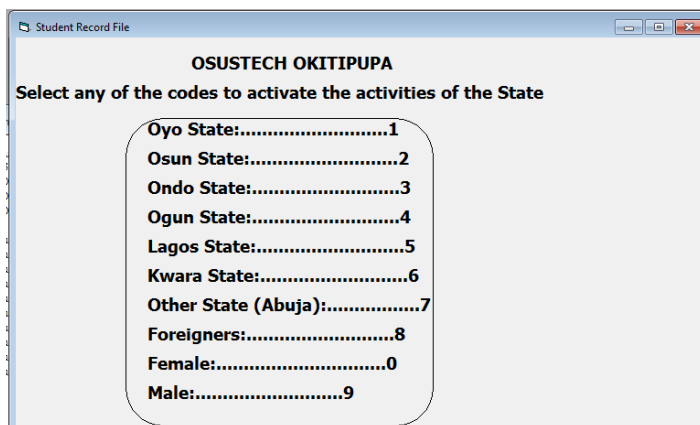 Student Record File
OSUSTECH OKITIPUPA
Select any of the codes to activate the activities of the State
Oyo State:...........................1
Osun State:...........................2
Ondo State:...........................3
Ogun State:...........................4
Lagos State:...........................5
Kwara State:...........................6
Other State (Abuja):.................7
Foreigners:...........................8
Female:...............................0
Male:...........................9